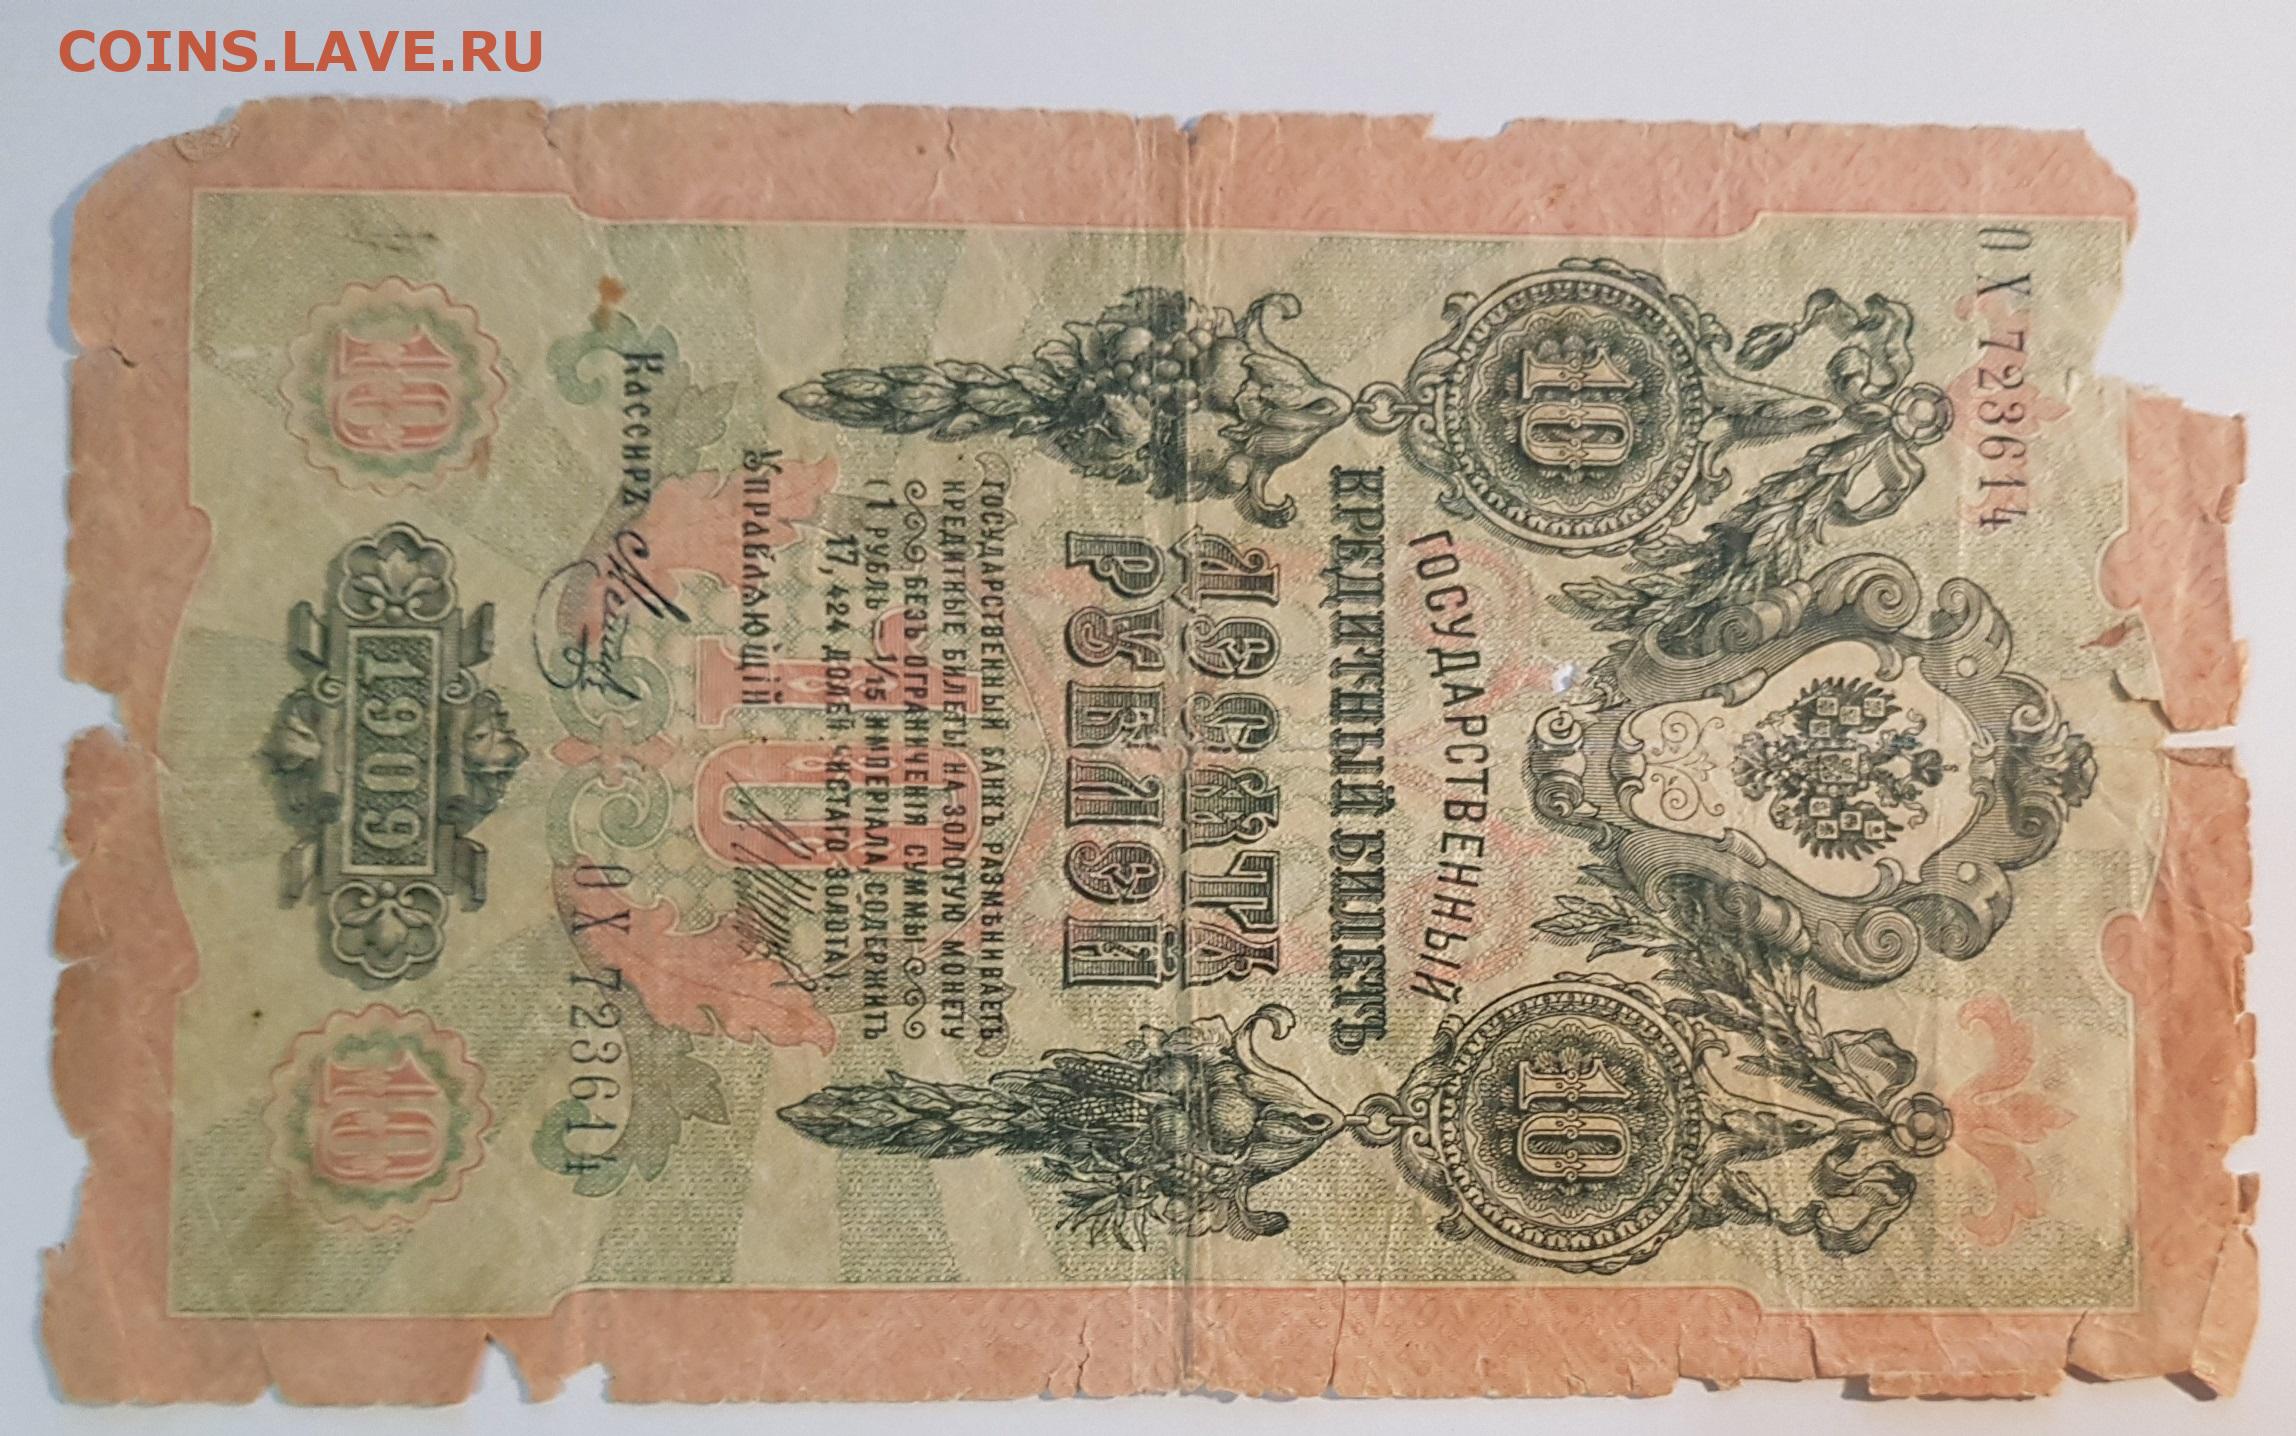 COINS.LAVE.RU
ОХ 723614
10
10
ГОСУДАРСТВЕННЫЙ
КРЕДИТНЫЙ БИЛЕТЪ
ДЕСЯТЬ
РУБЛЕЙ
ГОСУДАРСТВЕННЫЙ БАНКЪ РАЗМѢНИВАЕТЪ
КРЕДИТНЫЕ БИЛЕТЫ НА ЗОЛОТУЮ МОНЕТУ
БЕЗЪ ОГРАНИЧЕНІЯ СУММЫ
(1 РУБЛЬ = 1/15 ИМПЕРІАЛА, СОДЕРЖИТЪ
17, 424 ДОЛЕЙ ЧИСТАГО ЗОЛОТА).
10
Управляющій
Кассиръ
ОХ 723614
10
1909
10